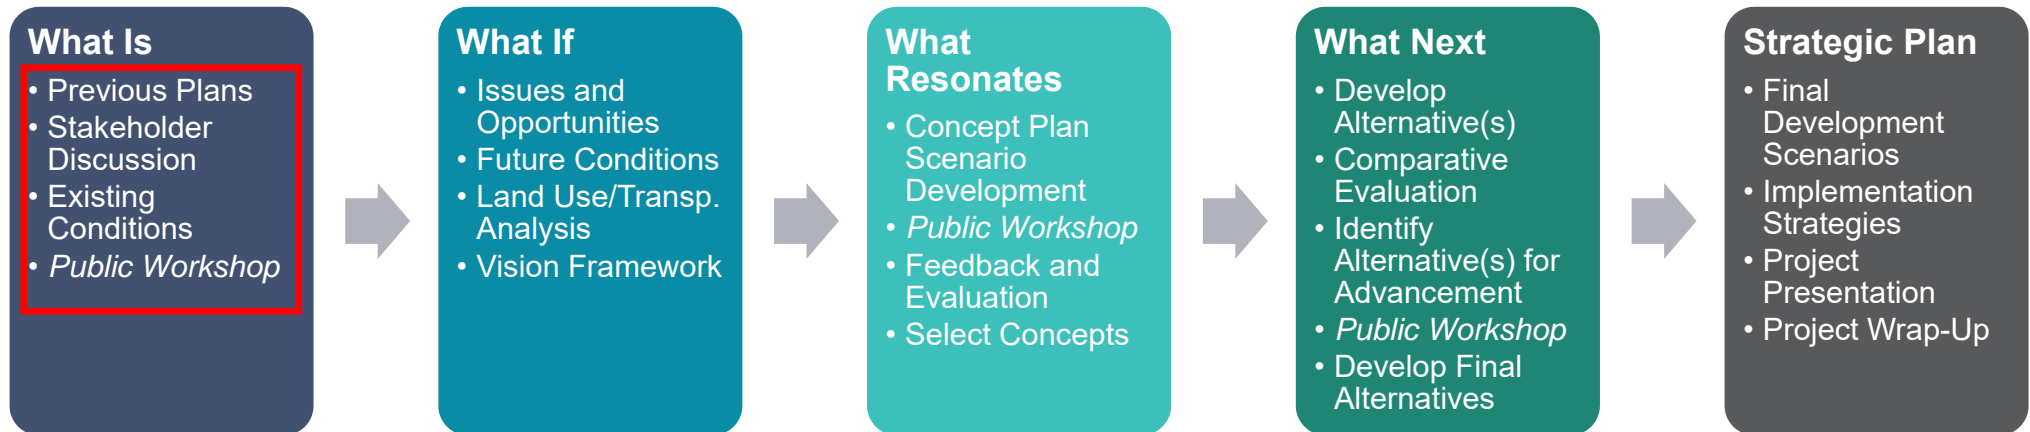 What Is
• Previous Plans
• Stakeholder
Discussion
• Existing
Conditions
• Public Workshop
What If
• Issues and
Opportunities
• Future Conditions
• Land Use/Transp.
Analysis
• Vision Framework
What
Resonates
• Concept Plan
Scenario
Development
• Public Workshop
• Feedback and
Evaluation
• Select Concepts
What Next
• Develop
Alternative(s)
• Comparative
Evaluation
• Identify
Alternative(s) for
Advancement
• Public Workshop
• Develop Final
Alternatives
Strategic Plan
• Final
Development
Scenarios
• Implementation
Strategies
• Project
Presentation
• Project Wrap-Up